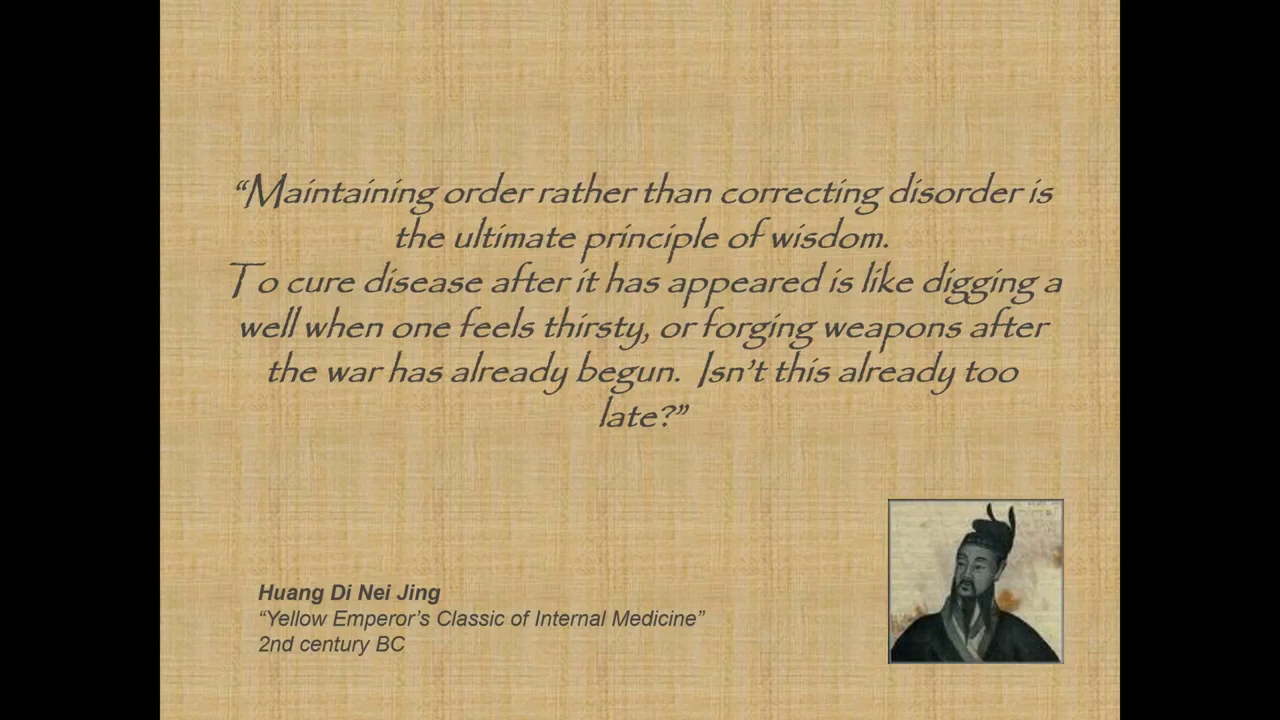 “Maintaining order rather than correcting disorder is
the ultimate principle of wisdom.
To cure disease after it has appeared is like digging a
well when one feels thirsty, or forging weapons after
the war has already begun.  Isn’t this already too
late?”
Huang Di Nei Jing
“Yellow Emperor’s Classic of Internal Medicine”
2nd century BC